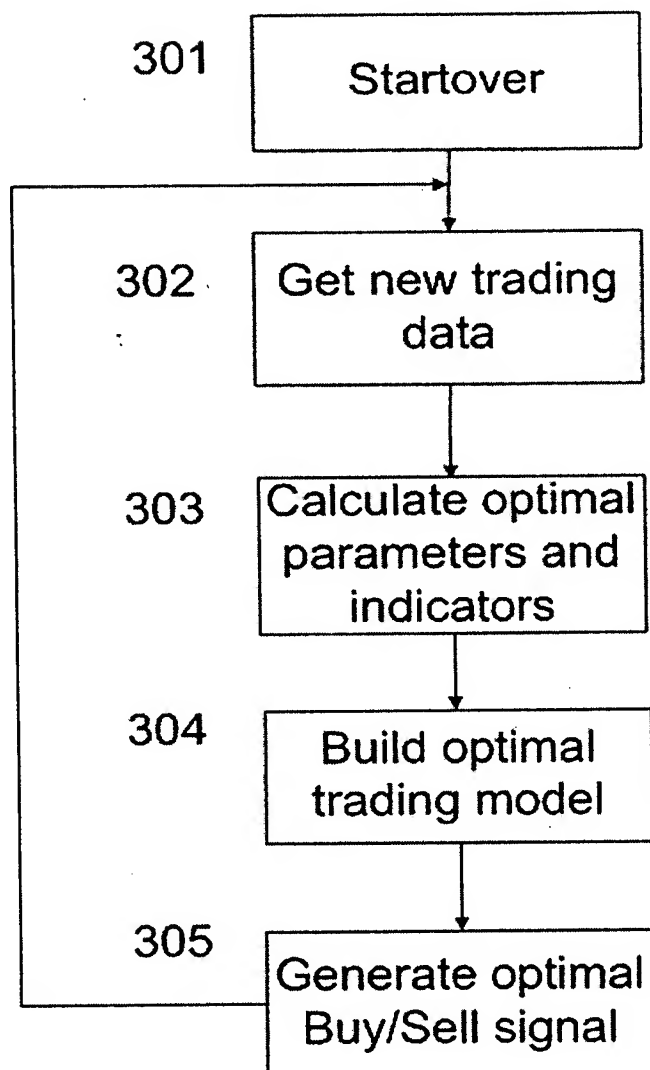 301
Startover
302
Get new trading
data
303
Calculate optimal
parameters and
indicators
304
Build optimal
trading model
305
Generate optimal
Buy/Sell signal